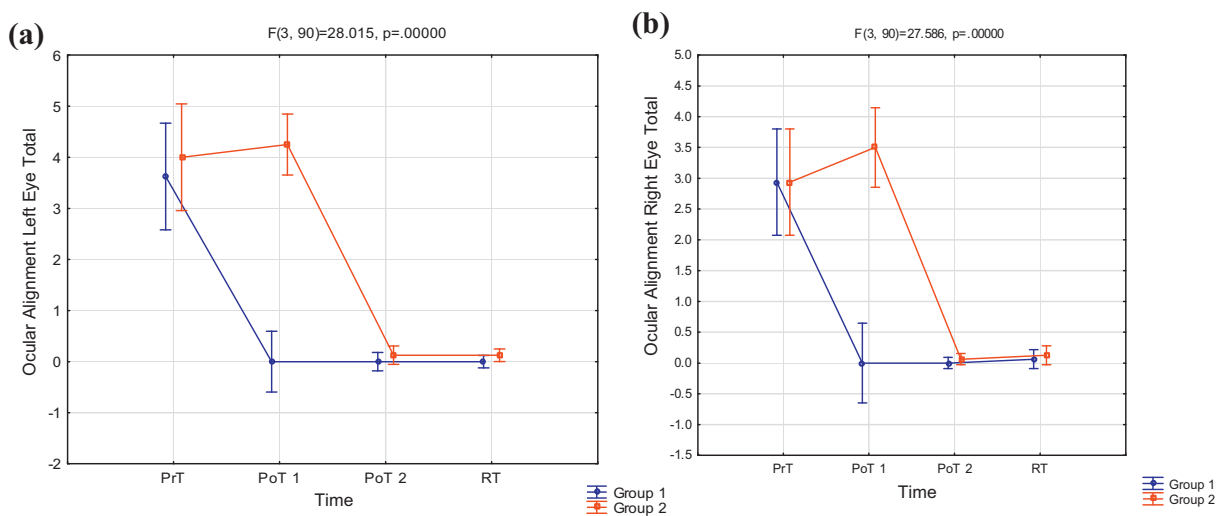 (a)
F(3, 90)=28.015, p=.00000
Ocular Alignment Left Eye Total
6
5
4
3
2
1
0
-1
-2
PrT
PoT 1
PoT 2
RT
Time
Group 1
Group 2
(b)
F(3, 90)=27.586, p=.00000
Ocular Alignment Right Eye Total
5.0
4.5
4.0
3.5
3.0
2.5
2.0
1.5
1.0
0.5
0.0
-0.5
-1.0
-1.5
PrT
PoT 1
PoT 2
RT
Time
Group 1
Group 2